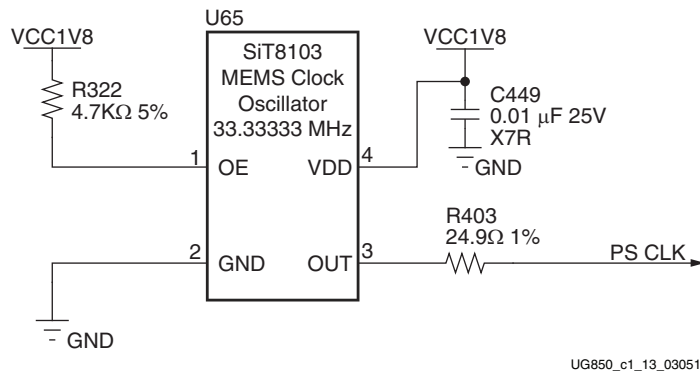 U65
VCC1V8
VCC1V8
SiT8103
MEMS Clock
Oscillator
33.33333 MHz
R322
4.7KΩ 5%
C449
0.01 μF 25V
X7R
GND
1
OE
VDD
4
R403
24.9Ω 1%
2
GND
OUT
3
PS CLK
GND
UG850_c1_13_03051